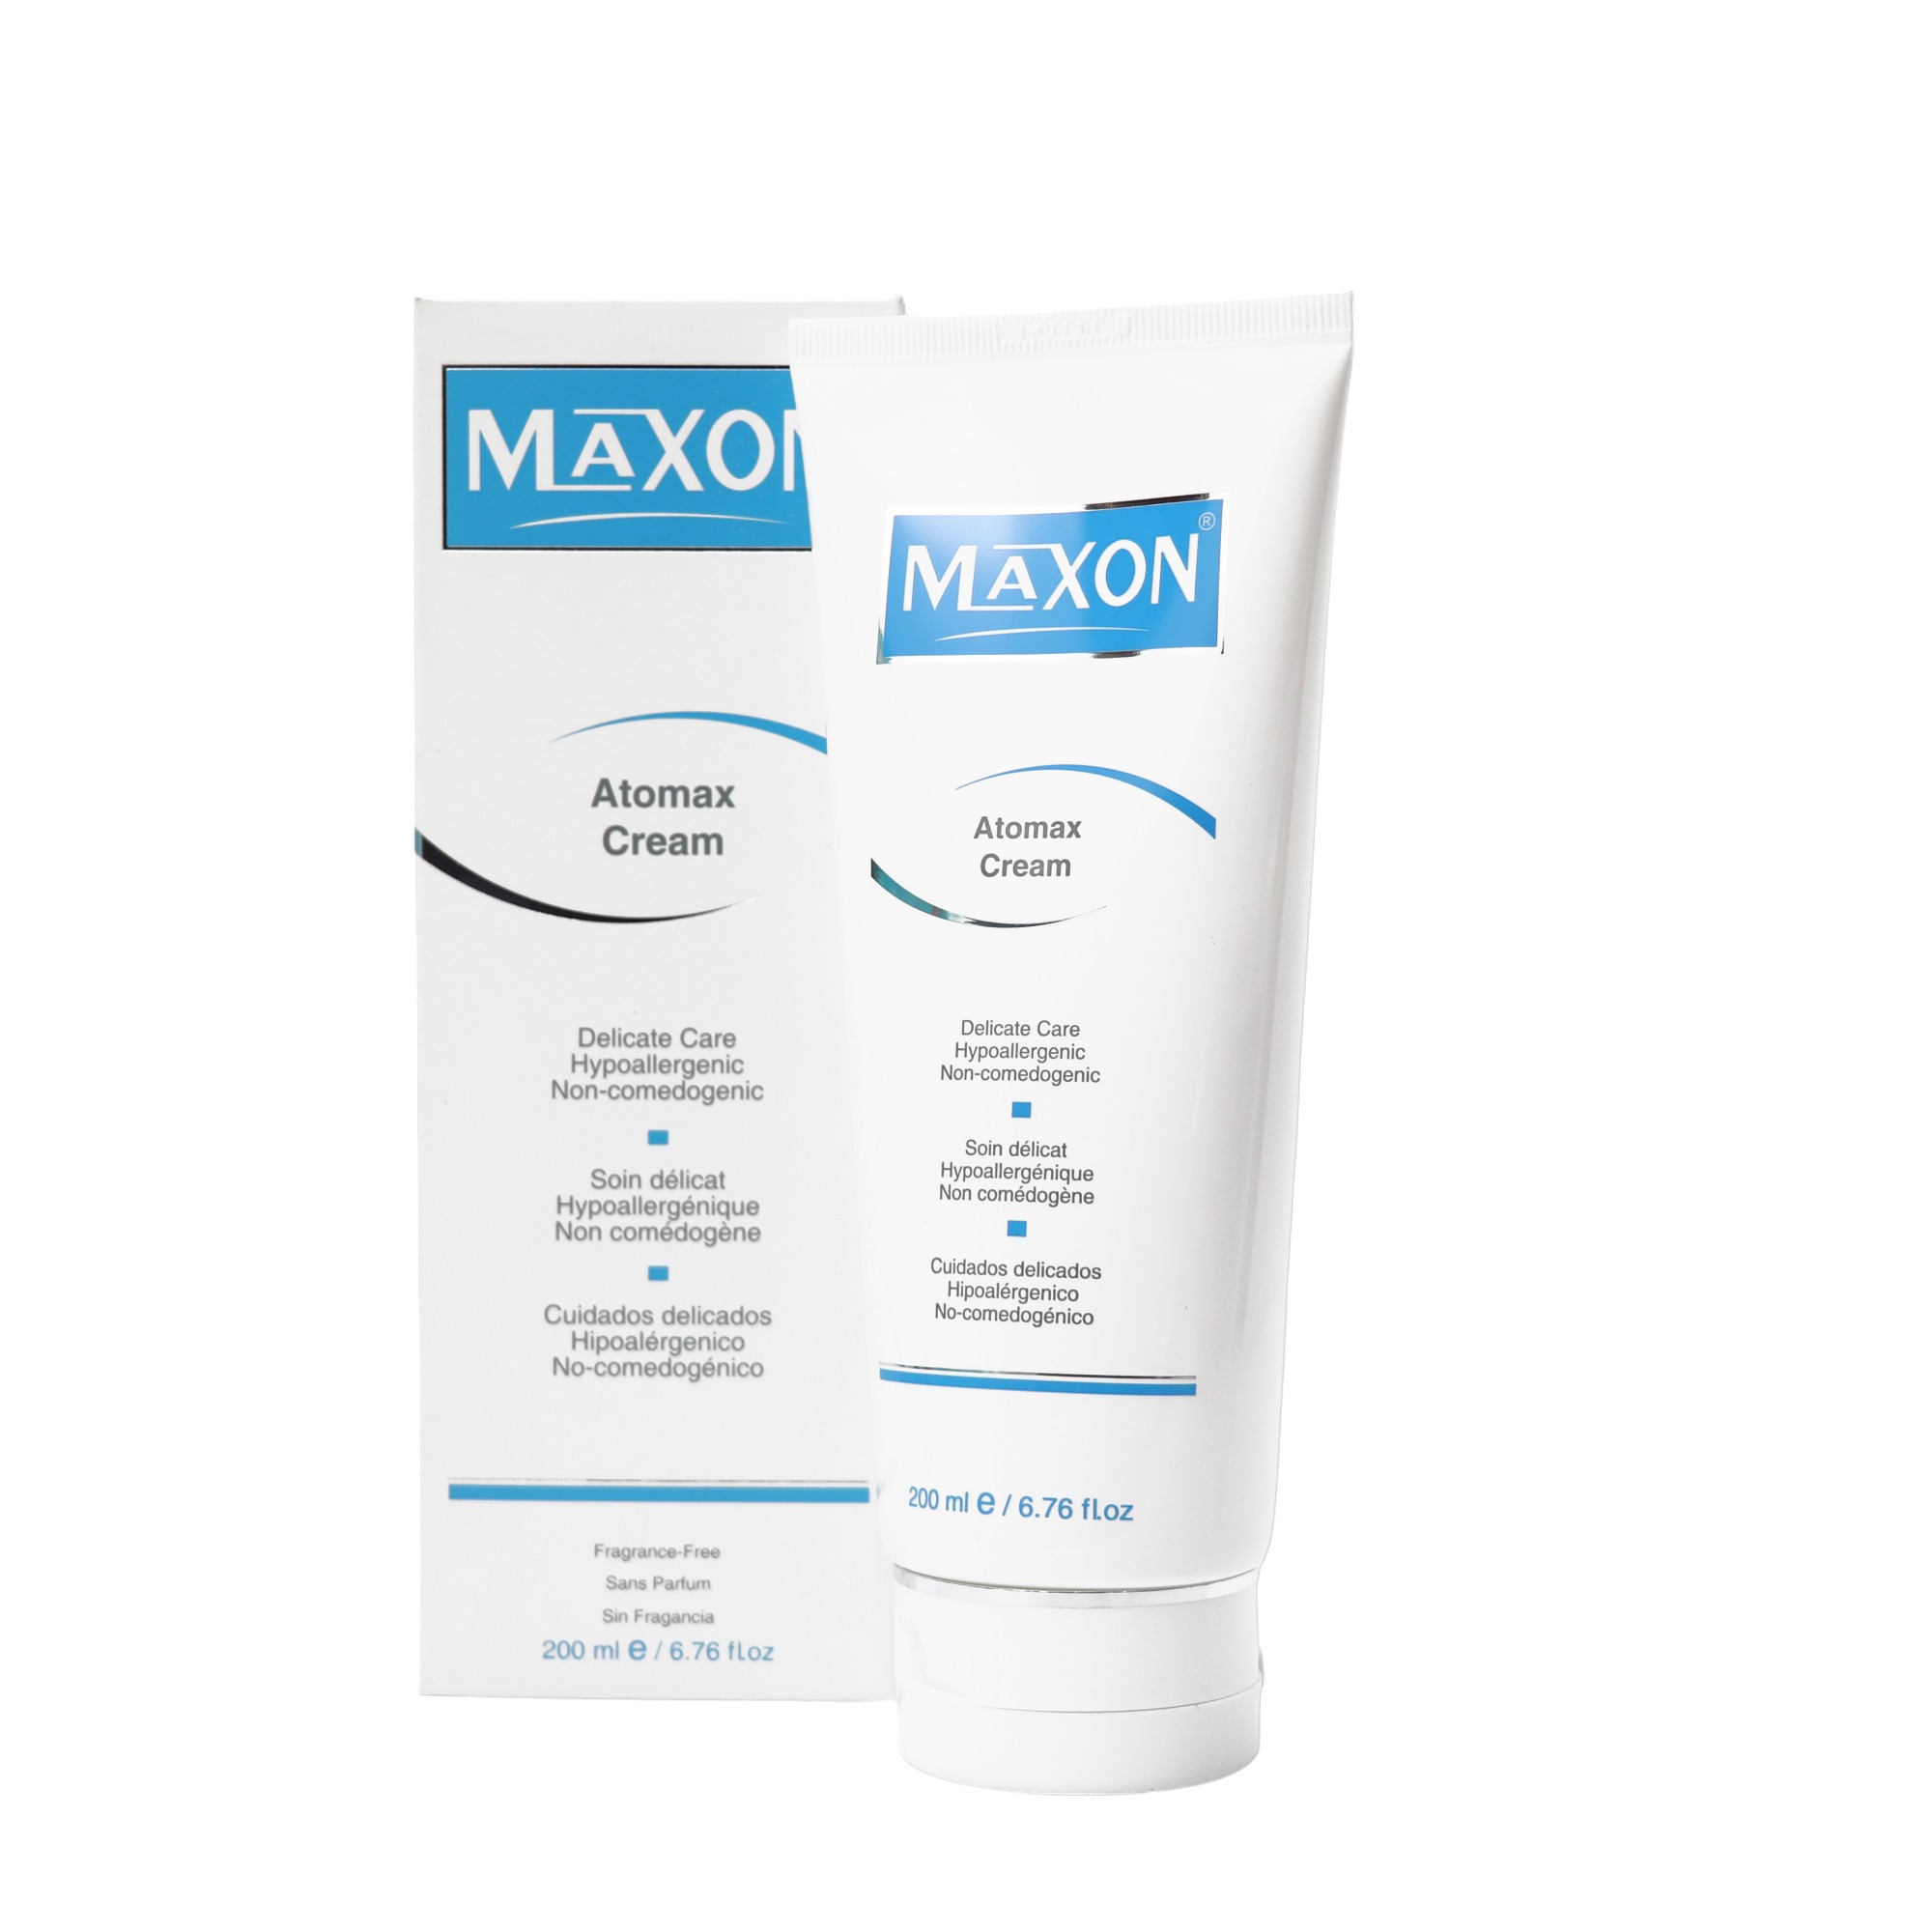 MAXON
Atomax
Cream
Delicate Care
Hypoallergenic
Non-comedogenic
Soin délicat
Hypoallergénique
Non comédogène
Cuidados delicados
Hipoalérgenico
No-comedogénico
Fragrance-Free
Sans Parfum
Sin Fragancia
200 ml e / 6.76 fl.oz
MAXON®
Atomax
Cream
Delicate Care
Hypoallergenic
Non-comedogenic
Soin délicat
Hypoallergénique
Non comédogène
Cuidados delicados
Hipoalérgenico
No-comedogénico
200 ml e / 6.76 fl.oz